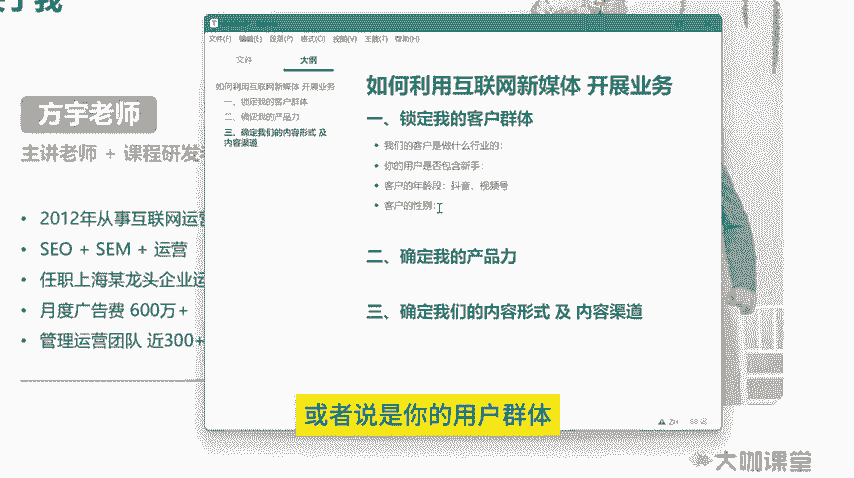 于我
方宇老师
主讲老师 + 课程研发
• 2012年从事互联网运营
• SEO + SEM + 运营
• 任职上海某龙头企业运
• 月度广告费 600万+
• 管理运营团队 近300+
文件(F) 编辑(E) 段落(P) 格式(O) 视图(V) 主题(T) 帮助(H)
文件 大纲
如何利用互联网新媒体 开展业务
一、锁定我的客户群体
二、确定我的产品力
三、确定我们的内容形式 及
内容渠道
如何利用互联网新媒体 开展业务
一、锁定我的客户群体
• 我们的客户是做什么行业的：
• 你的用户是否包含新手：
• 客户的年龄段：抖音、视频号
• 客户的性别：
二、确定我的产品力
三、确定我们的内容形式 及 内容渠道
或者说是你的用户群体
大咖课堂